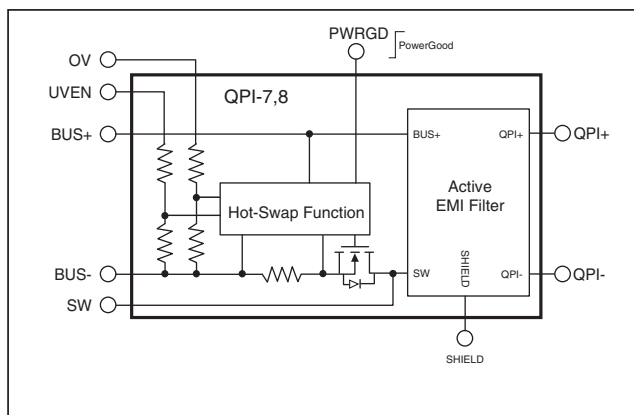 PWRGD
PowerGood
OV
UVEN
QPI-7,8
BUS+
BUS+
QPI+
QPI+
Active
EMI Filter
Hot-Swap Function
SHIELD
BUS-
SW
QPI-
QPI-
SW
SHIELD